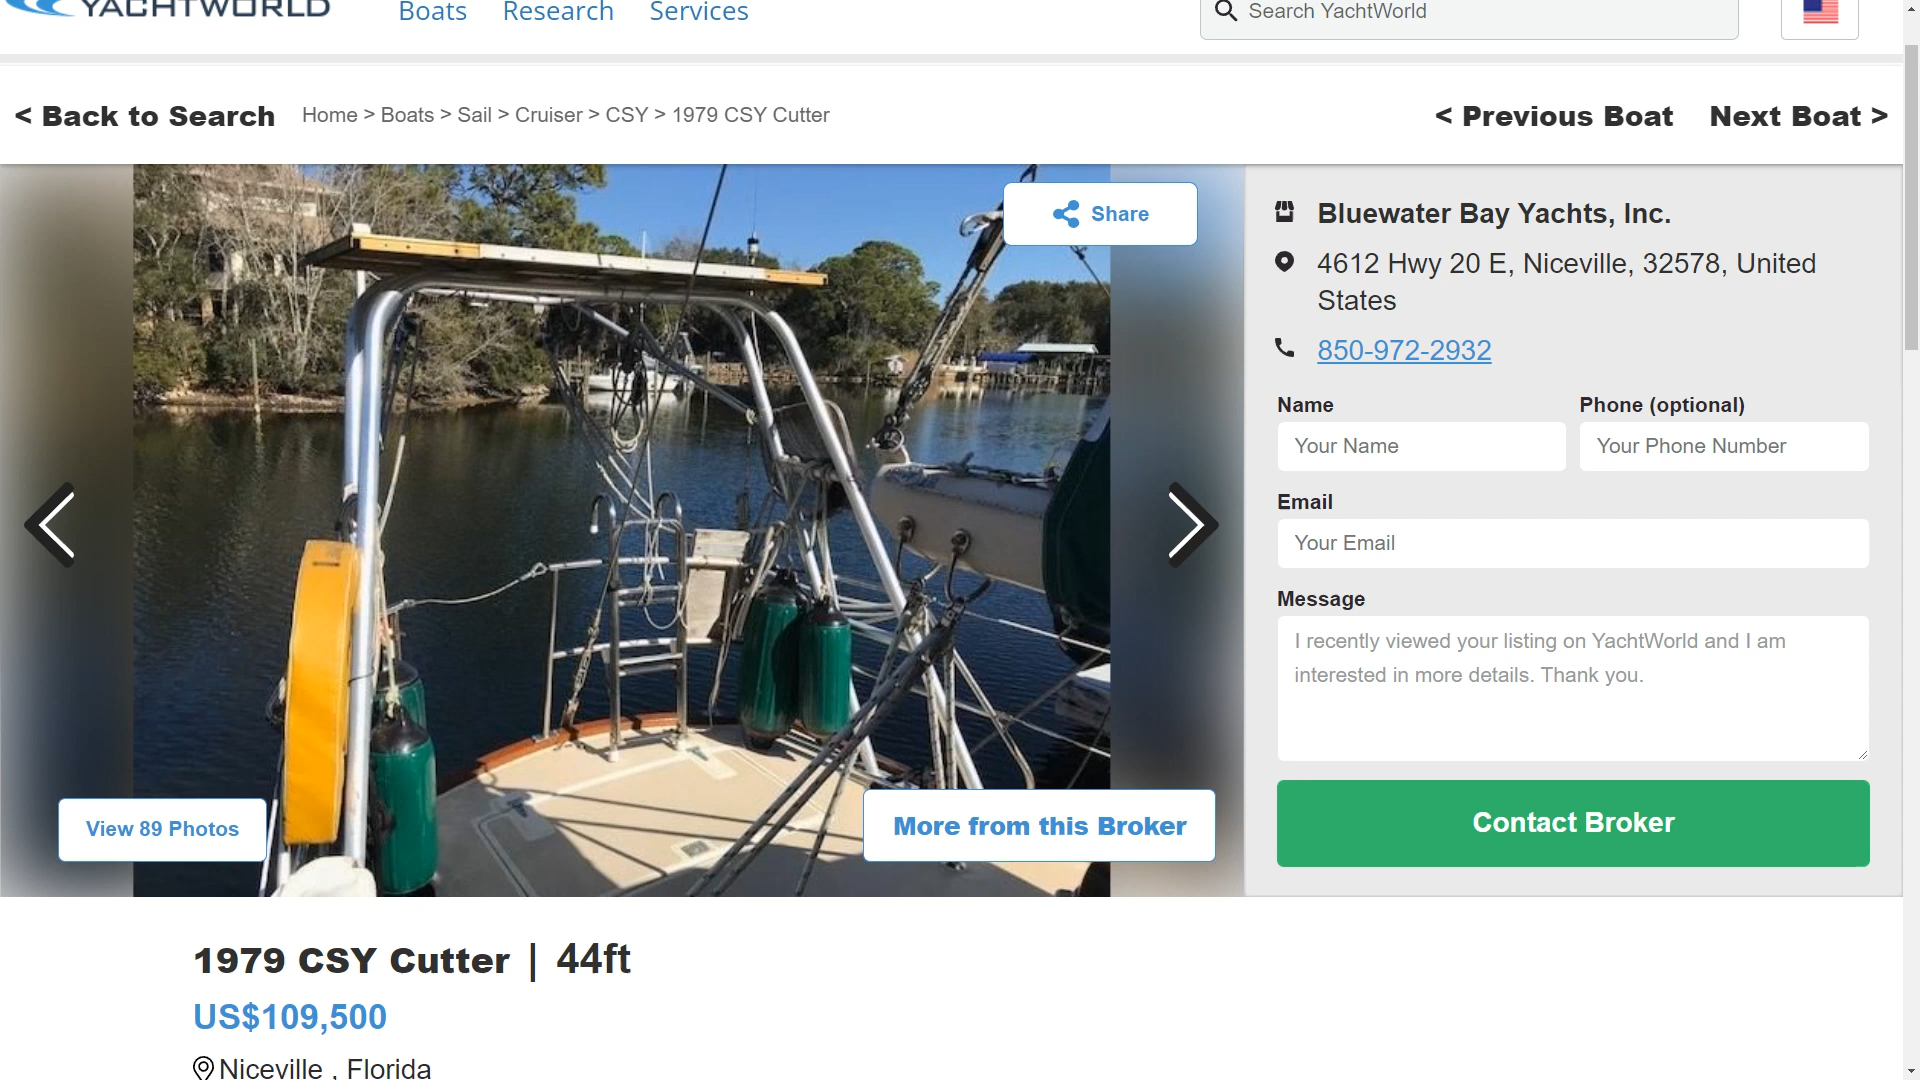 YACHTWORLD
Boats
Research
Services
Search YachtWorld
< Back to Search
Home > Boats > Sail > Cruiser > CSY > 1979 CSY Cutter
< Previous Boat
Next Boat >
Share
View 89 Photos
More from this Broker
Bluewater Bay Yachts, Inc.
4612 Hwy 20 E, Niceville, 32578, United
States
850-972-2932
Name
Phone (optional)
Your Name
Your Phone Number
Email
Your Email
Message
I recently viewed your listing on YachtWorld and I am
interested in more details. Thank you.
Contact Broker
1979 CSY Cutter | 44ft
US$109,500
Niceville , Florida